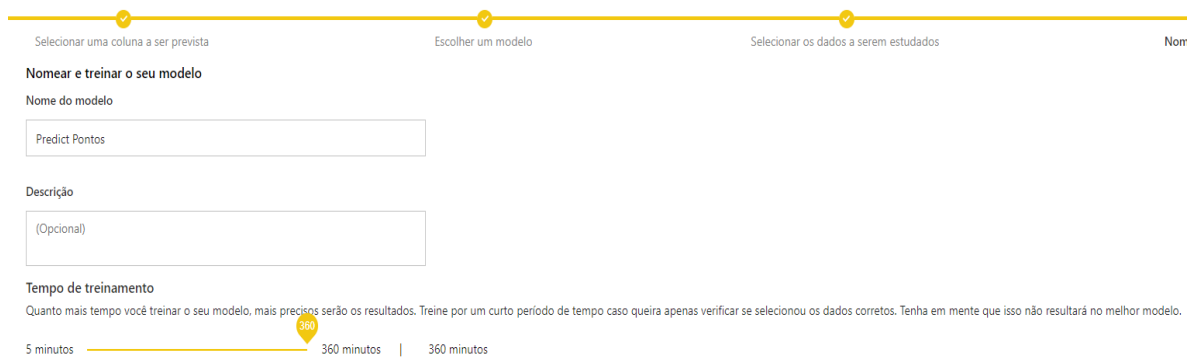 Selecionar uma coluna a ser prevista
Escolher um modelo
Selecionar os dados a serem estudados
Nom
Nomear e treinar o seu modelo
Nome do modelo
Predict Pontos
Descrição
(Opcional)
Tempo de treinamento
Quanto mais tempo você treinar o seu modelo, mais precisos serão os resultados. Treine por um curto período de tempo caso queira apenas verificar se selecionou os dados corretos. Tenha em mente que isso não resultará no melhor modelo.
360
5 minutos 360 minutos | 360 minutos